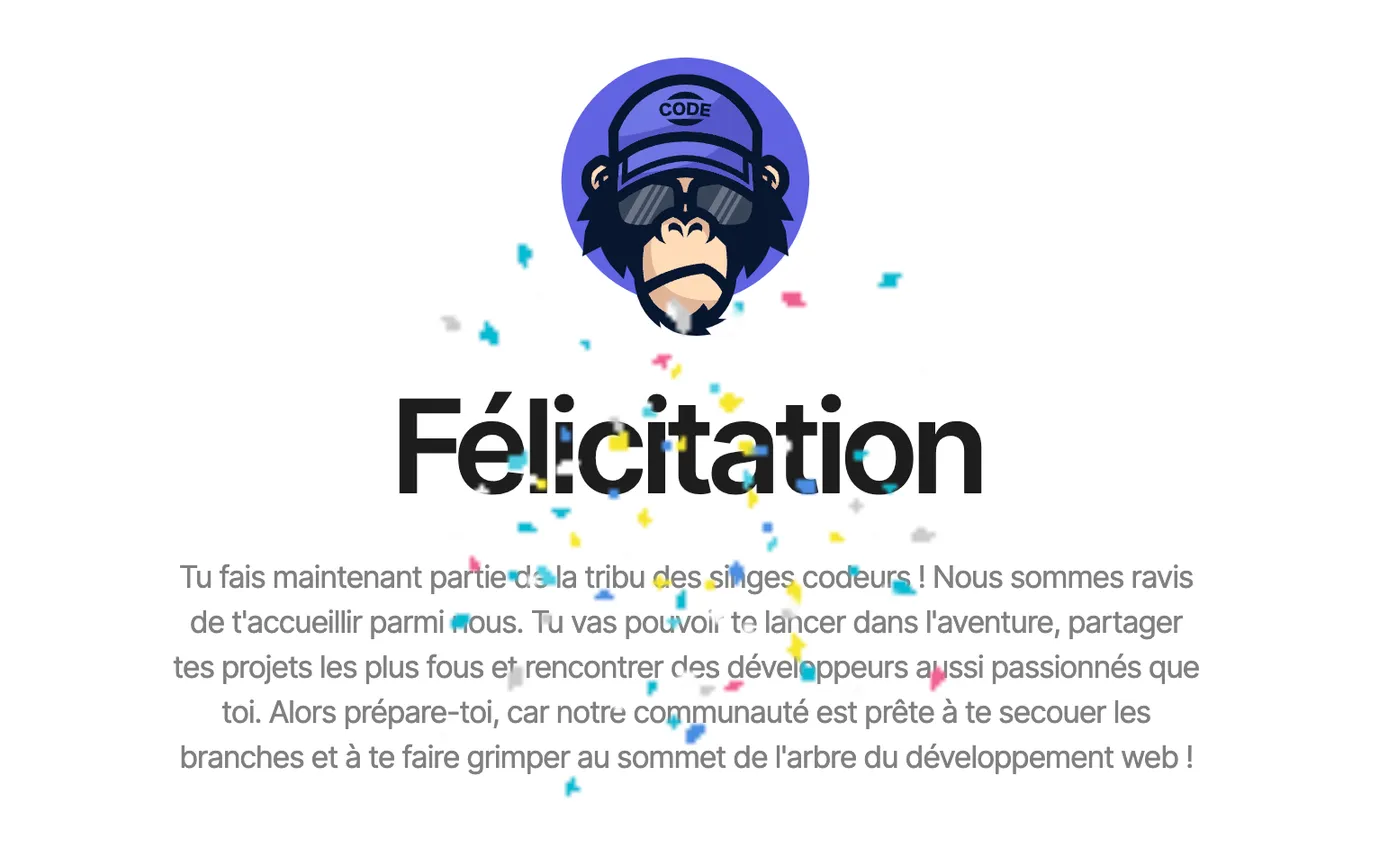 CODE
Félicitation
Tu fais maintenant partie de la tribu des singes codeurs ! Nous sommes ravis
de t'accueillir parmi nous. Tu vas pouvoir te lancer dans l'aventure, partager
tes projets les plus fous et rencontrer des développeurs aussi passionnés que
toi. Alors prépare-toi, car notre communauté est prête à te secouer les
branches et à te faire grimper au sommet de l'arbre du développement web !